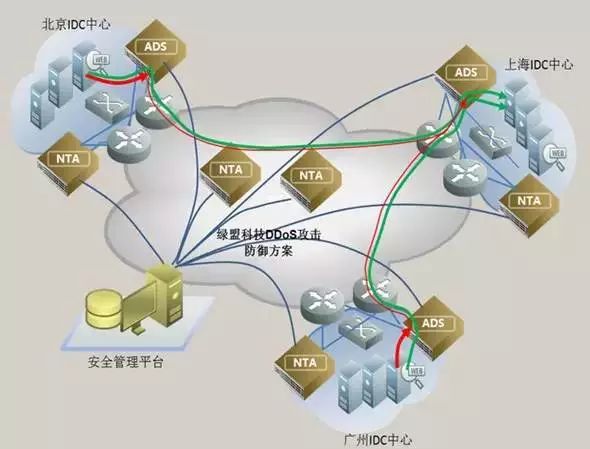 北京IDC中心
ADS
WEB
ADS
上海IDC中心
WEB
NTA
NTA
NTA
NTA
绿盟科技DDoS攻击
防御方案
ADS
安全管理平台
NTA
WEB
广州IDC中心